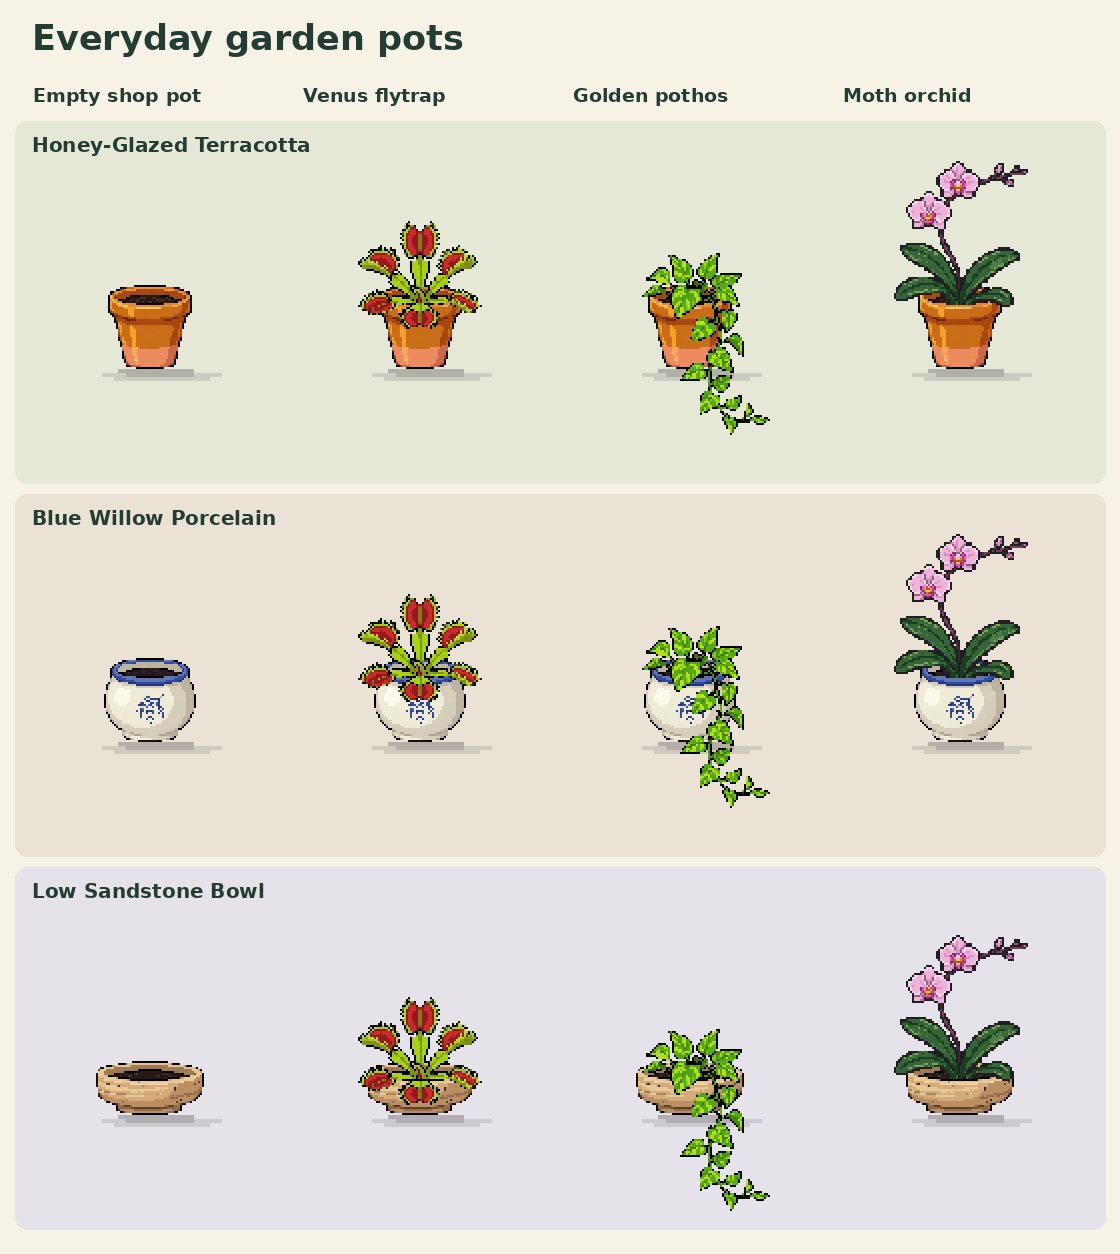 Everyday garden pots
Empty shop pot
Venus flytrap
Golden pothos
Moth orchid
Honey-Glazed Terracotta
Blue Willow Porcelain
Low Sandstone Bowl